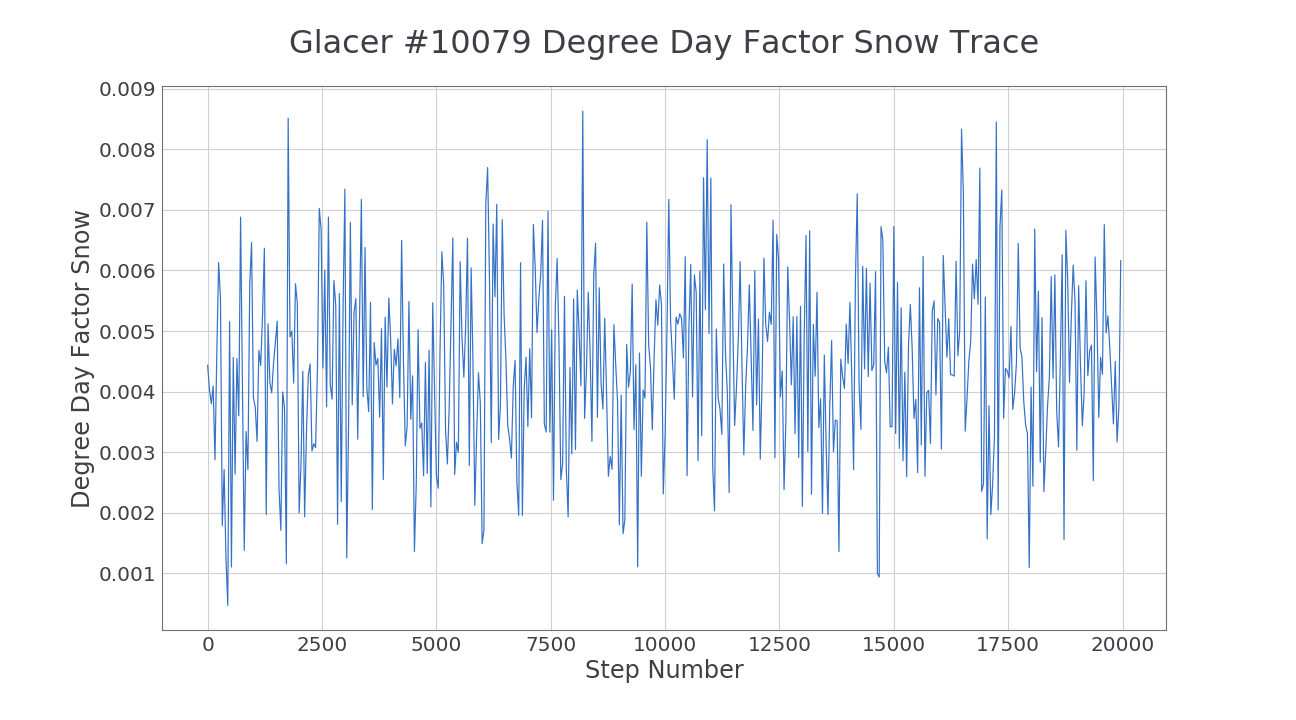 Glacer #10079 Degree Day Factor Snow Trace
0.009
0.008
0.007
0.006
0.005
0.004
0.003
0.002
0.001
Degree Day Factor Snow
0 2500 5000 7500 10000 12500 15000 17500 20000
Step Number